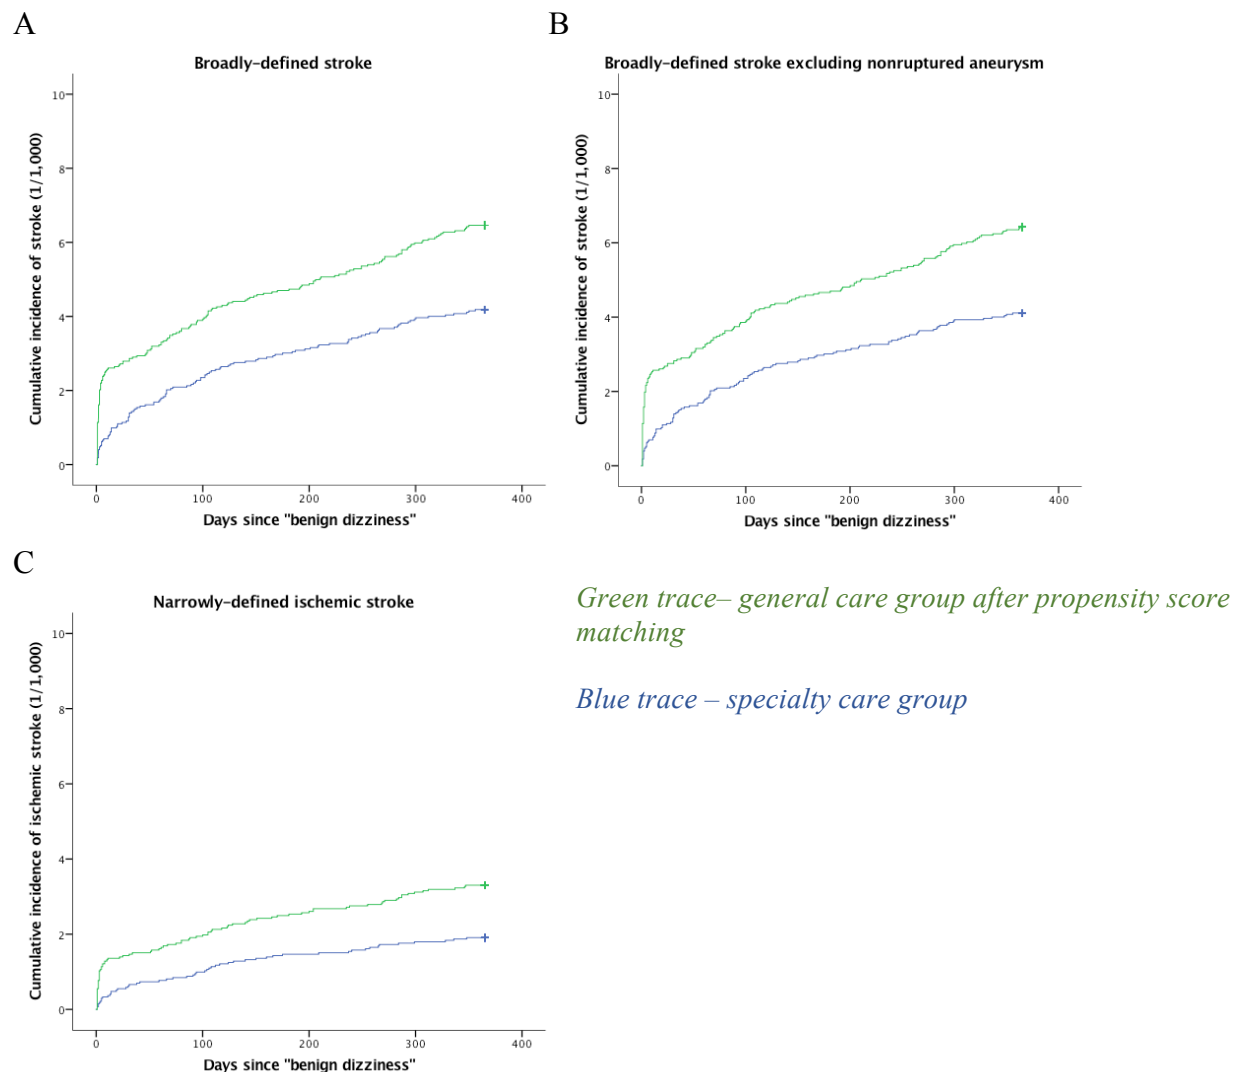 A
Broadly-defined stroke
Cumulative incidence of stroke (1/1,000)
10
8
6
4
2
0
0 100 200 300 400
Days since "benign dizziness"
B
Broadly-defined stroke excluding nonruptured aneurysm
Cumulative incidence of stroke (1/1,000)
10
8
6
4
2
0
0 100 200 300 400
Days since "benign dizziness"
C
Narrowly-defined ischemic stroke
Cumulative incidence of ischemic stroke (1/1,000)
10
8
6
4
2
0
0 100 200 300 400
Days since "benign dizziness"
Green trace– general care group after propensity score
matching
Blue trace – specialty care group